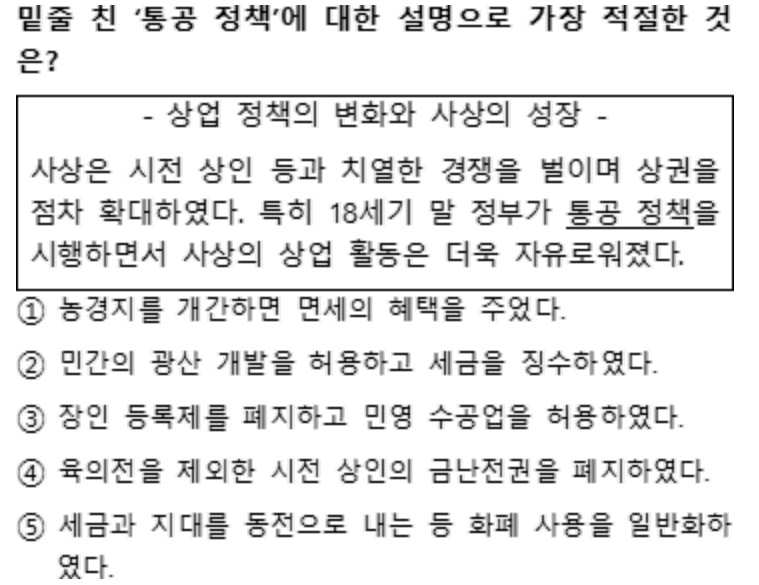 밑줄 친 ‘통공 정책’에 대한 설명으로 가장 적절한 것
은?
- 상업 정책의 변화와 사상의 성장 -
사상은 시전 상인 등과 치열한 경쟁을 벌이며 상권을
점차 확대하였다. 특히 18세기 말 정부가 통공 정책을
시행하면서 사상의 상업 활동은 더욱 자유로워졌다.
① 농경지를 개간하면 면세의 혜택을 주었다.
② 민간의 광산 개발을 허용하고 세금을 징수하였다.
③ 장인 등록제를 폐지하고 민영 수공업을 허용하였다.
④ 육의전을 제외한 시전 상인의 금난전권을 폐지하였다.
⑤ 세금과 지대를 동전으로 내는 등 화폐 사용을 일반화하
였다.